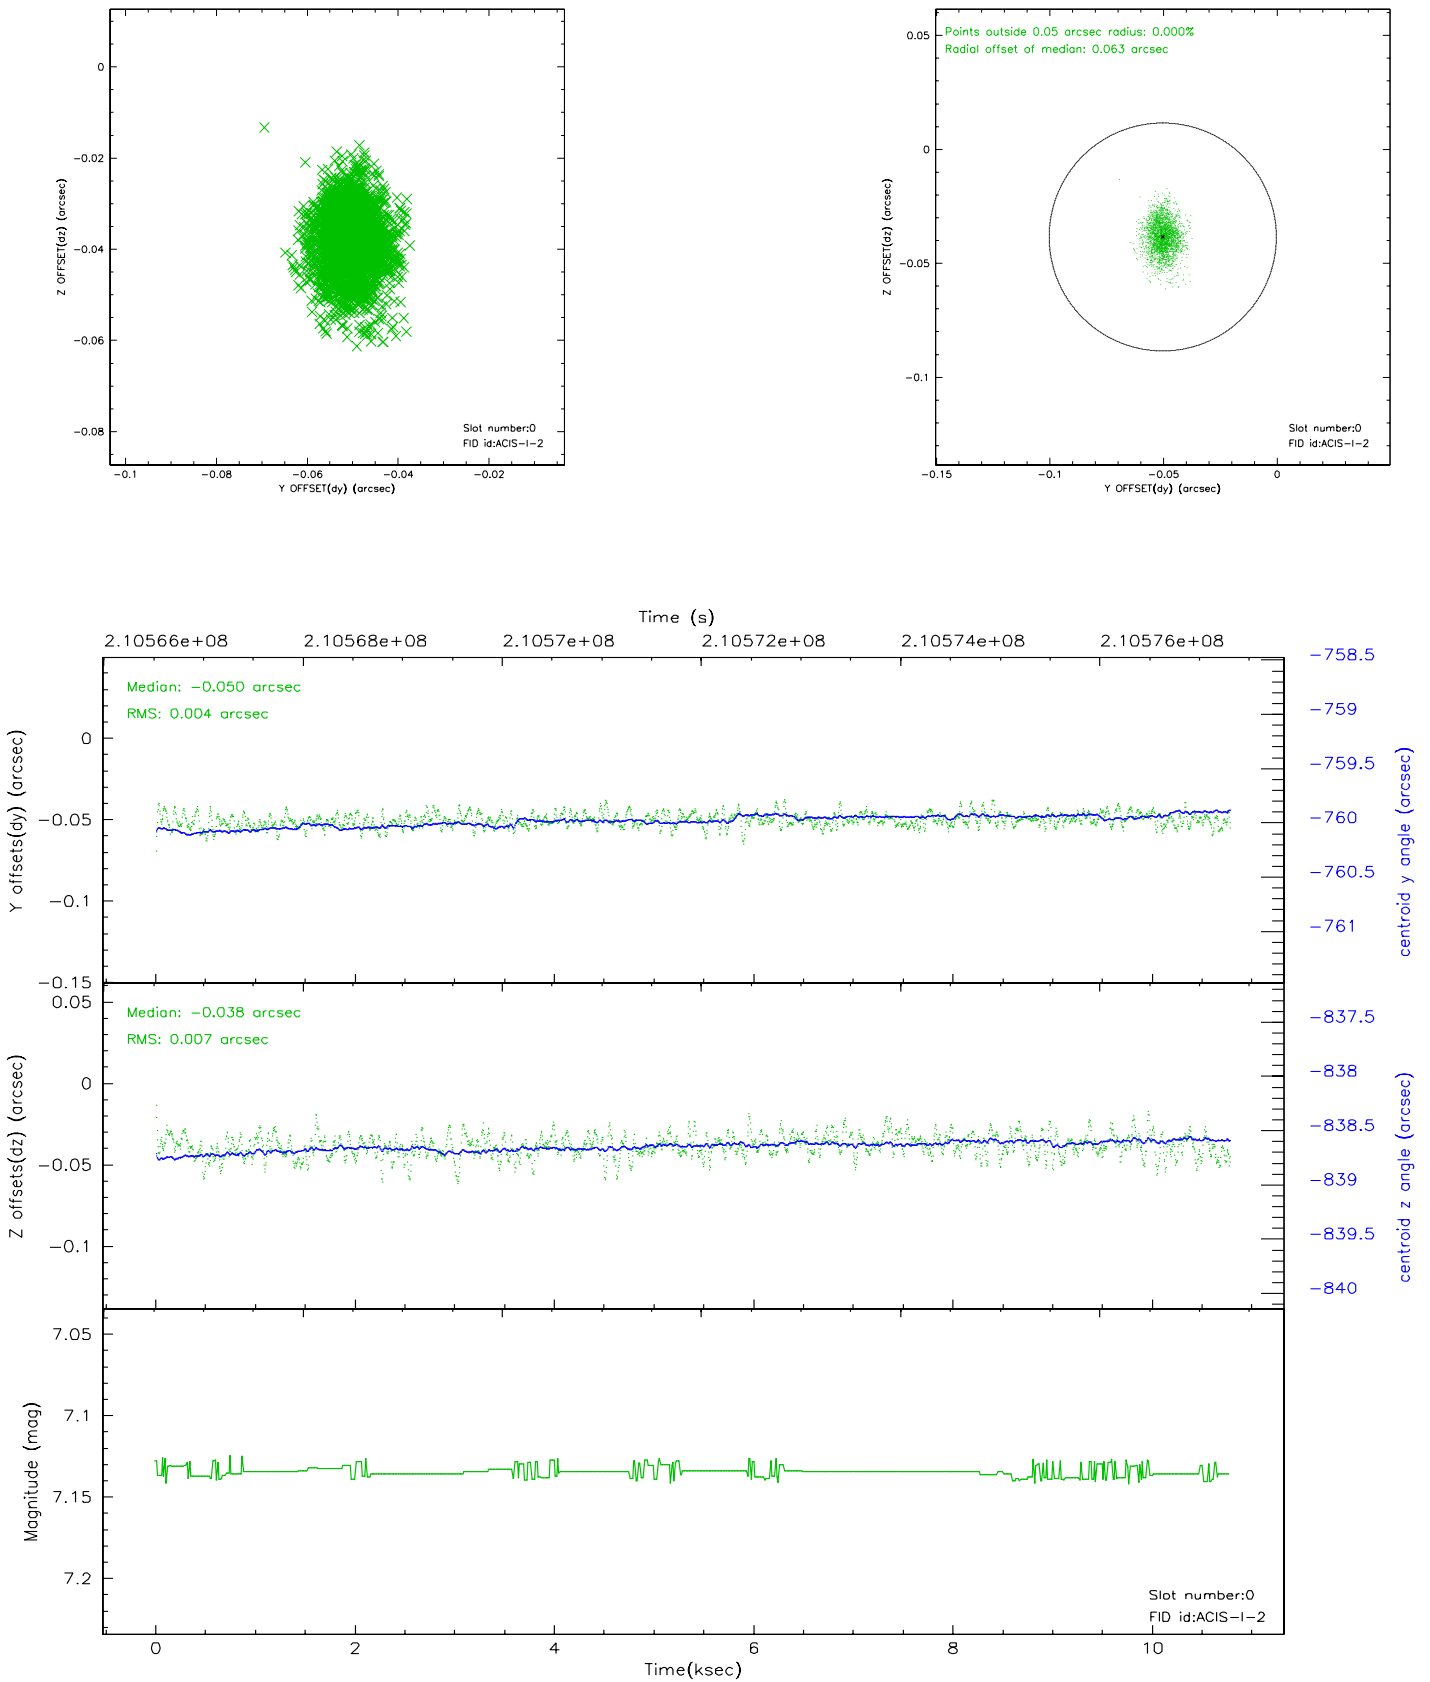 0
-0.02
-0.04
-0.06
-0.08
Z OFFSET(dz) (arcsec)
Slot number:0
FID id:ACIS-I-2
-0.1 -0.08 -0.06 -0.04 -0.02
Y OFFSET(dy) (arcsec)
Points outside 0.05 arcsec radius: 0.000%
Radial offset of median: 0.063 arcsec
0.05
0
-0.05
-0.1
Z OFFSET(dz) (arcsec)
Slot number:0
FID id:ACIS-I-2
-0.15 -0.1 -0.05 0
Y OFFSET(dy) (arcsec)
Time (s)
2.10566e+08 2.10568e+08 2.1057e+08 2.10572e+08 2.10574e+08 2.10576e+08
Median: -0.050 arcsec
RMS: 0.004 arcsec
0
-0.05
-0.1
-0.15
Y offsets(dy) (arcsec)
-758.5
-759
-759.5
-760
-760.5
-761
centroid y angle (arcsec)
Median: -0.038 arcsec
RMS: 0.007 arcsec
0.05
0
-0.05
-0.1
Z offsets(dz) (arcsec)
-837.5
-838
-838.5
-839
-839.5
-840
centroid z angle (arcsec)
7.05
7.1
7.15
7.2
Magnitude (mag)
Slot number:0
FID id:ACIS-I-2
0 2 4 6 8 10
Time(ksec)